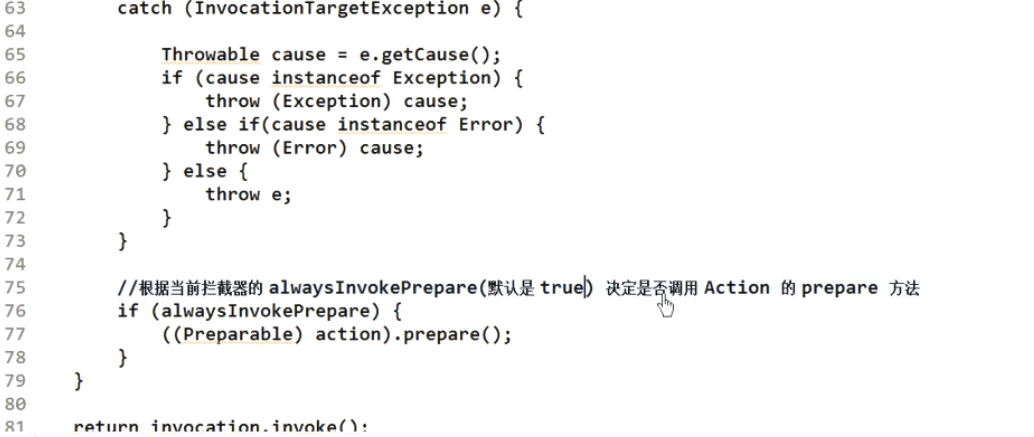 63 catch (InvocationTargetException e) {
64
65 Throwable cause = e.getCause();
66 if (cause instanceof Exception) {
67 throw (Exception) cause;
68 } else if(cause instanceof Error) {
69 throw (Error) cause;
70 } else {
71 throw e;
72 }
73 }
74
75 //根据当前拦截器的 alwaysInvokePrepare(默认是 true) 决定是否调用 Action 的 prepare 方法
76 if (alwaysInvokePrepare) {
77 ((Preparable) action).prepare();
78 }
79 }
80
81 return invocation.invoke();